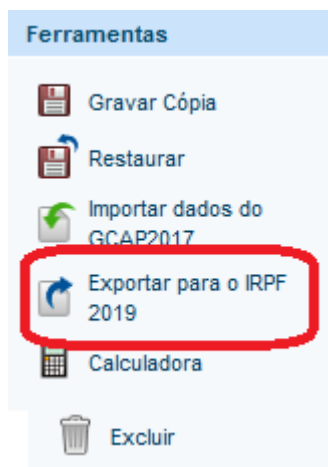 Ferramentas
Gravar Cópia
Restaurar
Importar dados do
GCAP2017
Exportar para o IRPF
2019
Calculadora
Excluir